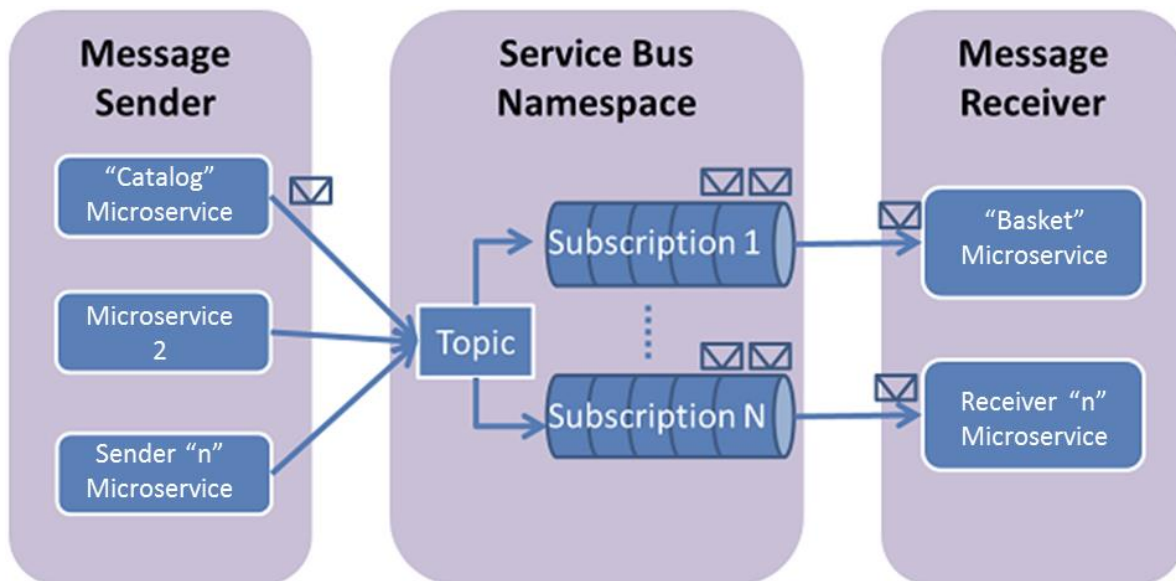 Message
Sender
“Catalog”
Microservice
Microservice
2
Sender “n”
Microservice
Service Bus
Namespace
Topic
Subscription 1
Subscription N
Message
Receiver
“Basket”
Microservice
Receiver “n”
Microservice